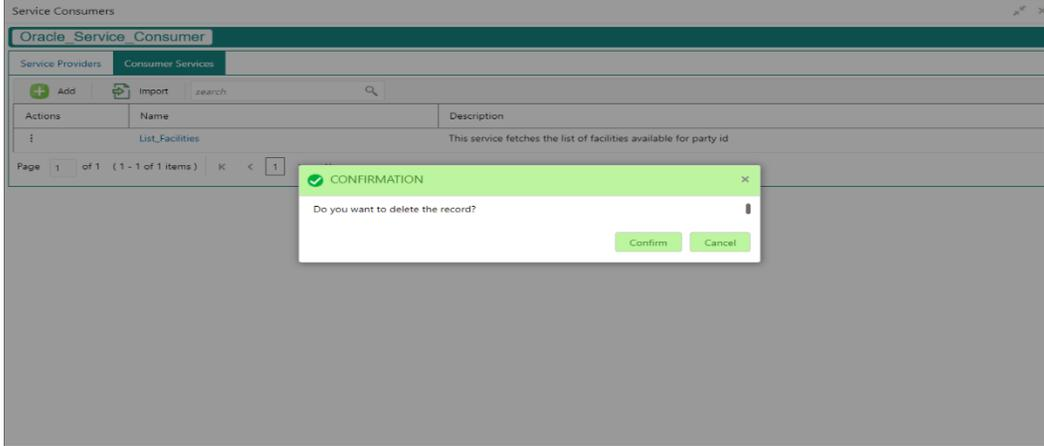 Service Consumers
Oracle_Service_Consumer
Service Providers Consumer Services
Add Import search
Actions Name Description
List_Facilities This service fetches the list of facilities available for party id
Page 1 of 1 (1 - 1 of 1 items) K < 1
CONFIRMATION
Do you want to delete the record?
Confirm Cancel